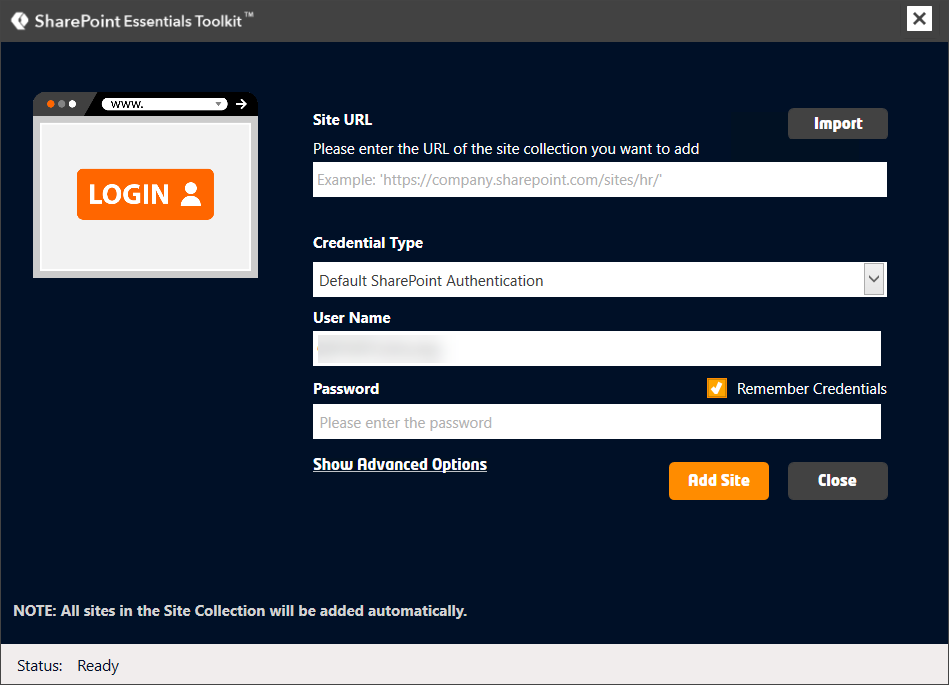 SharePoint Essentials Toolkit™
www.
LOGIN
Site URL
Import
Please enter the URL of the site collection you want to add
Example: 'https://company.sharepoint.com/sites/hr/'
Credential Type
Default SharePoint Authentication
User Name
Password
Remember Credentials
Please enter the password
Show Advanced Options
Add Site
Close
NOTE: All sites in the Site Collection will be added automatically.
Status: Ready